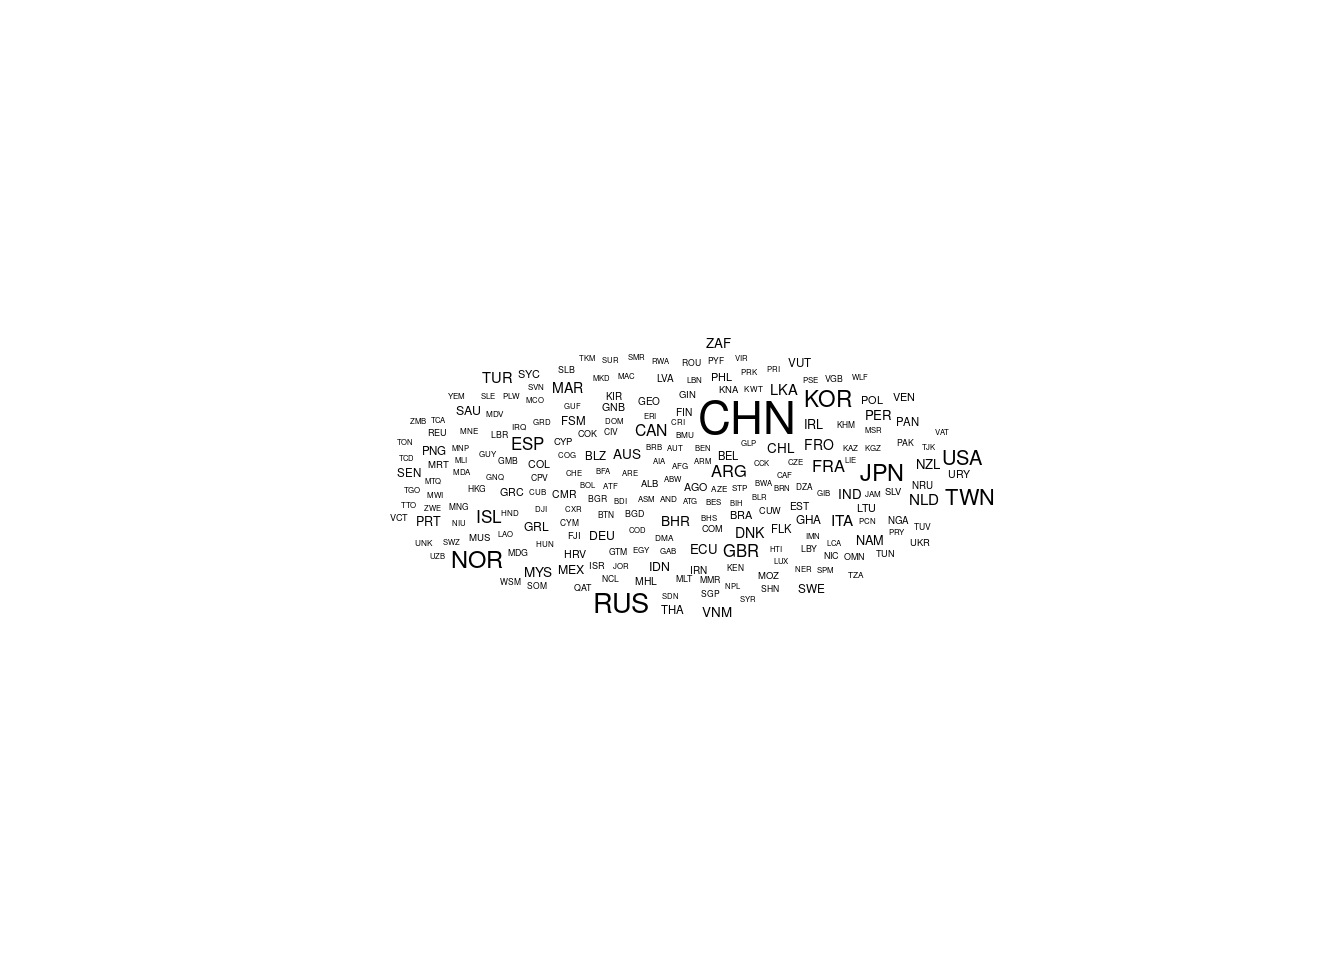 ZAF
TKM SUR SMR RWA ROU PYF VIR VUT
TUR SYC SLB MKD MAC LVA LBN PHL PRK PRI PSE VGB WLF
YEM SLE PLW SVN MCO MAR GUF KIR GNB GEO GIN KNA KWT LKA KOR POL VEN
ZMB TCA SAU MDV IRQ GRD FSM DOM ERI FIN CRI CHN IRL KHM PER MSR PAN
TON REU MNE LBR ESP CYP COK CIV CAN BMU BRB AUT BEN GLP CHL FRO KAZ KGZ PAK TJK VAT
TCD PNG MNP GUY GMB COL COG BLZ AUS AIA AFG ARM BEL CCK CZE FRA LIE JPN NZL USA
SEN MRT MLI MDA GNQ CPV CHE BFA ARE ARG CAF URY
TGO MTQ MWI HKG GRC CUB CMR BOL ATF ALB ABW AGO AZE STP BWA BRN DZA GIB IND JAM SLV NRU NLD TWN
TTO ZWE MNG BGR BDI ASM AND ATG BES BIH BLR EST LTU
VCT PRT NIU ISL HND DJI CXR BTN BGD BHR BHS BRA CUW GHA ITA PCN NGA
MUS LAO GRL CYM FJI DEU COD DMA COM DNK FLK IMN LCA NAM PRY TUV
UNK SWZ HUN UKR
UZB NOR MDG HRV GTM EGY GAB ECU GBR HTI LBY NIC OMN TUN
MYS MEX ISR JOR IDN IRN KEN LUX MOZ NER SPM TZA
WSM SOM QAT NCL MHL MLT MMR NPL SHN SWE
RUS SDN SGP SYR
THA VNM